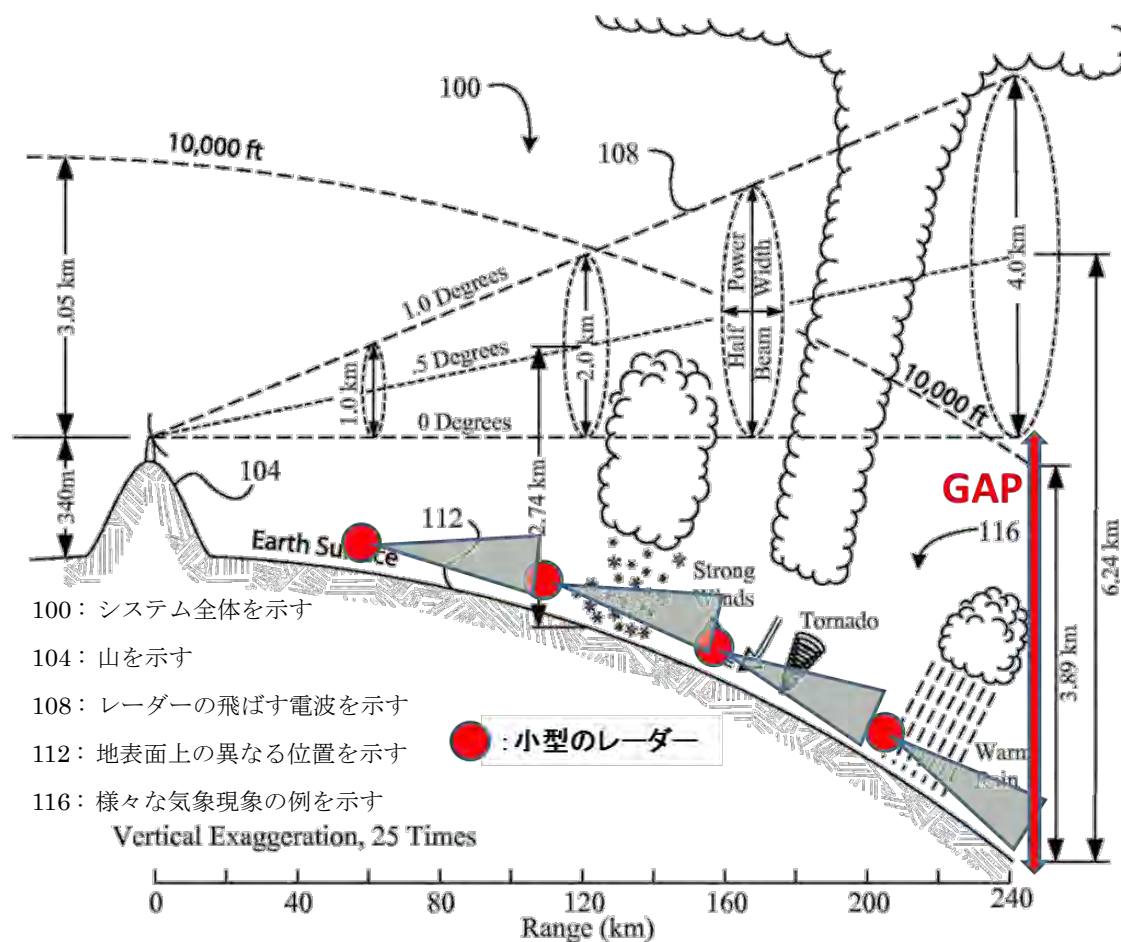 100
108
10,000 ft
3.05 km
1.0 Degrees
.5 Degrees
0 Degrees
1.0 km
2.0 km
2.74 km
Half Power
Beam Width
4.0 km
10,000 ft
GAP
104
340m
112
116
6.24 km
3.89 km
Earth Surface
Strong
Winds
Tornado
Warm
Rain
100：システム全体を示す
104：山を示す
108：レーダーの飛ばす電波を示す
112：地表面上の異なる位置を示す
116：様々な気象現象の例を示す
：小型のレーダー
Vertical Exaggeration, 25 Times
0 40 80 120 160 200 240
Range (km)